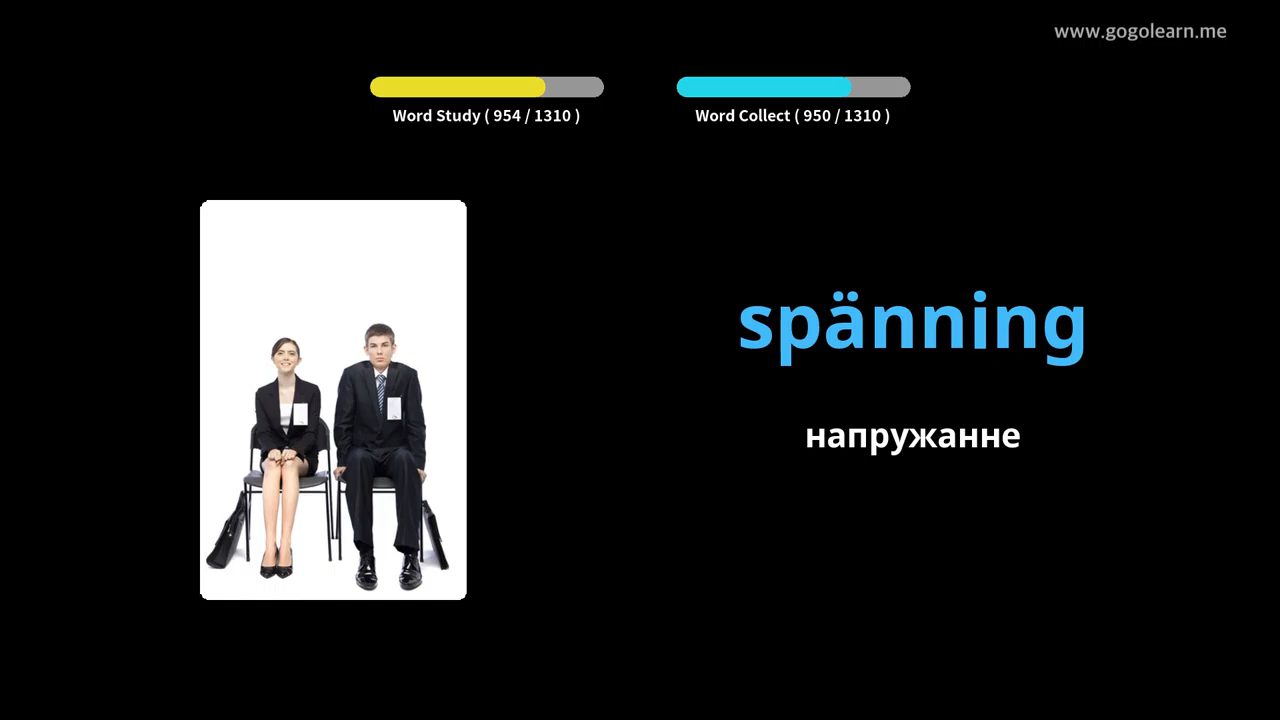 www.gogolearn.me
Word Study ( 954 / 1310 )
Word Collect ( 950 / 1310 )
spänning
напружанне